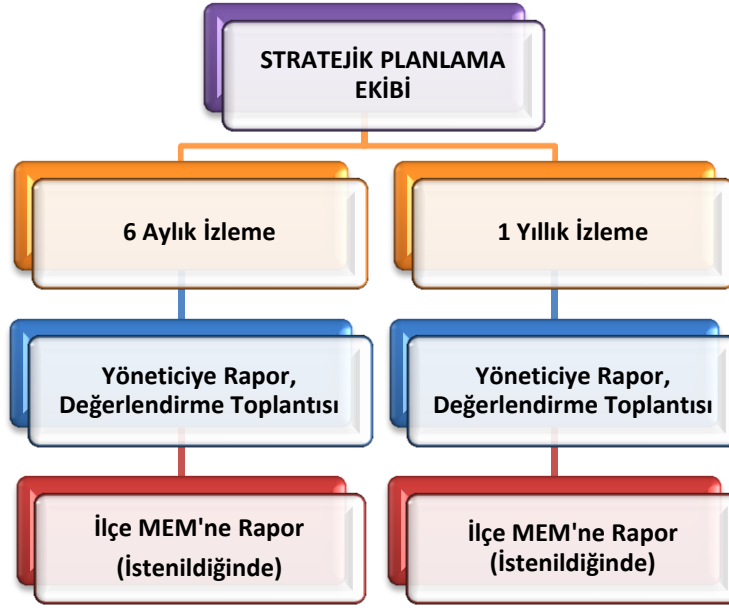 STRATEJİK PLANLAMA
EKİBİ
6 Aylık İzleme
1 Yıllık İzleme
Yöneticiye Rapor,
Değerlendirme Toplantısı
Yöneticiye Rapor,
Değerlendirme Toplantısı
İlçe MEM'ne Rapor
(İstenildiğinde)
İlçe MEM'ne Rapor
(İstenildiğinde)